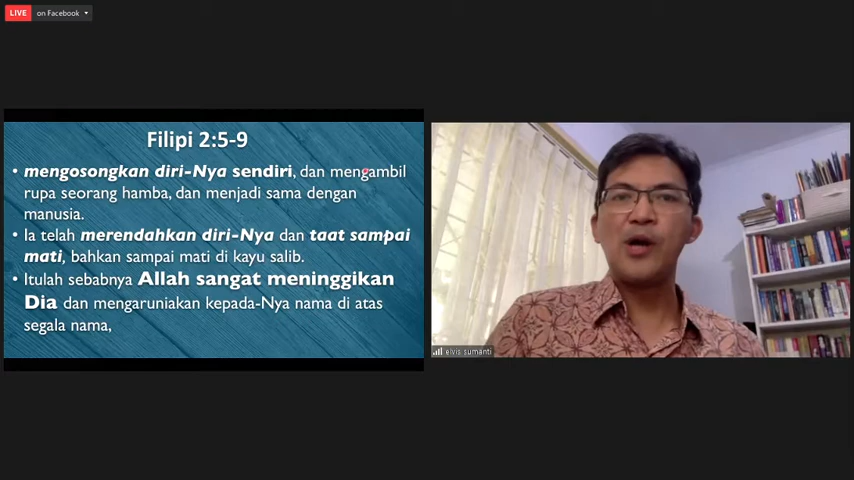 LIVE on Facebook
Filipi 2:5-9
• mengosongkan diri-Nya sendiri, dan mengambil
rupa seorang hamba, dan menjadi sama dengan
manusia.
• Ia telah merendahkan diri-Nya dan taat sampai
mati, bahkan sampai mati di kayu salib.
• Itulah sebabnya Allah sangat meninggikan
Dia dan mengaruniakan kepada-Nya nama di atas
segala nama,
elvis sumanti